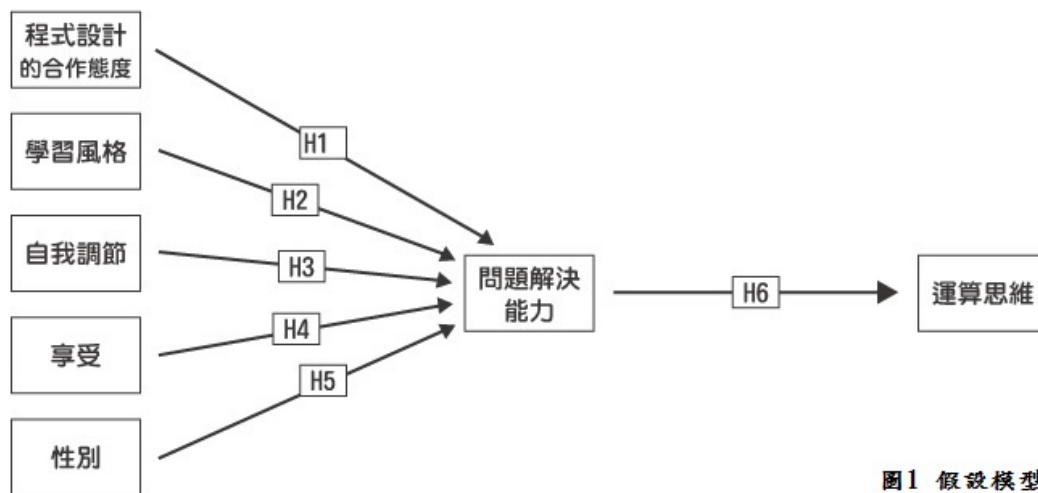 程式設計
的合作態度
H1
學習風格
H2
自我調節
H3
問題解決
能力
H6
運算思維
H4
享受
H5
性別
圖1 假設模型